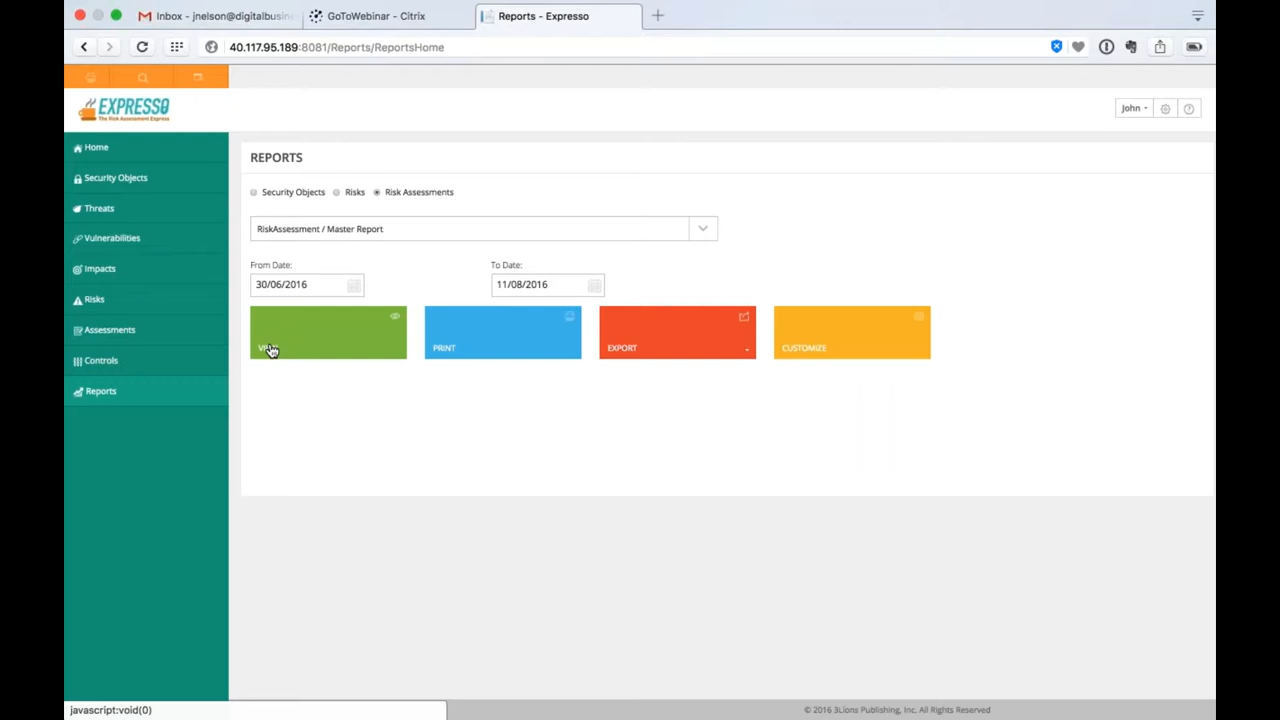 Inbox - jnelson@digitalbusin
GoToWebinar - Citrix
Reports - Expresso
40.117.95.189:8081/Reports/ReportsHome
EXPRESSO
The Risk Assessment Express
John
Home
Security Objects
Threats
Vulnerabilities
Impacts
Risks
Assessments
Controls
Reports
REPORTS
Security Objects
Risks
Risk Assessments
RiskAssessment / Master Report
From Date:
To Date:
30/06/2016
11/08/2016
PRINT
EXPORT
CUSTOMIZE
javascript:void(0)
© 2016 3Lions Publishing, Inc. All Rights Reserved